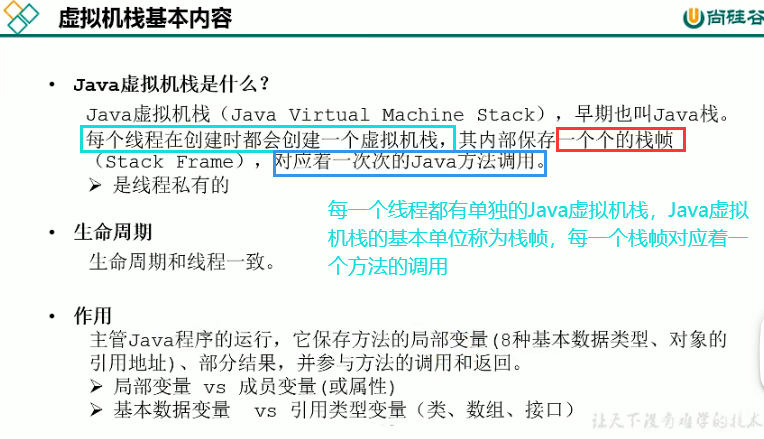 虚拟机栈基本内容
尚硅谷
• Java虚拟机栈是什么？
Java虚拟机栈（Java Virtual Machine Stack），早期也叫Java栈。
每个线程在创建时都会创建一个虚拟机栈，其内部保存一个个的栈帧
（Stack Frame），对应着一次次的Java方法调用。
➢ 是线程私有的
每一个线程都有单独的Java虚拟机栈，Java虚拟
机栈的基本单位称为栈帧，每一个栈帧对应着一
个方法的调用
• 生命周期
生命周期和线程一致。
• 作用
主管Java程序的运行，它保存方法的局部变量(8种基本数据类型、对象的
引用地址)、部分结果，并参与方法的调用和返回。
➢ 局部变量 vs 成员变量(或属性)
➢ 基本数据变量 vs 引用类型变量（类、数组、接口）
让天下没有难学的技术